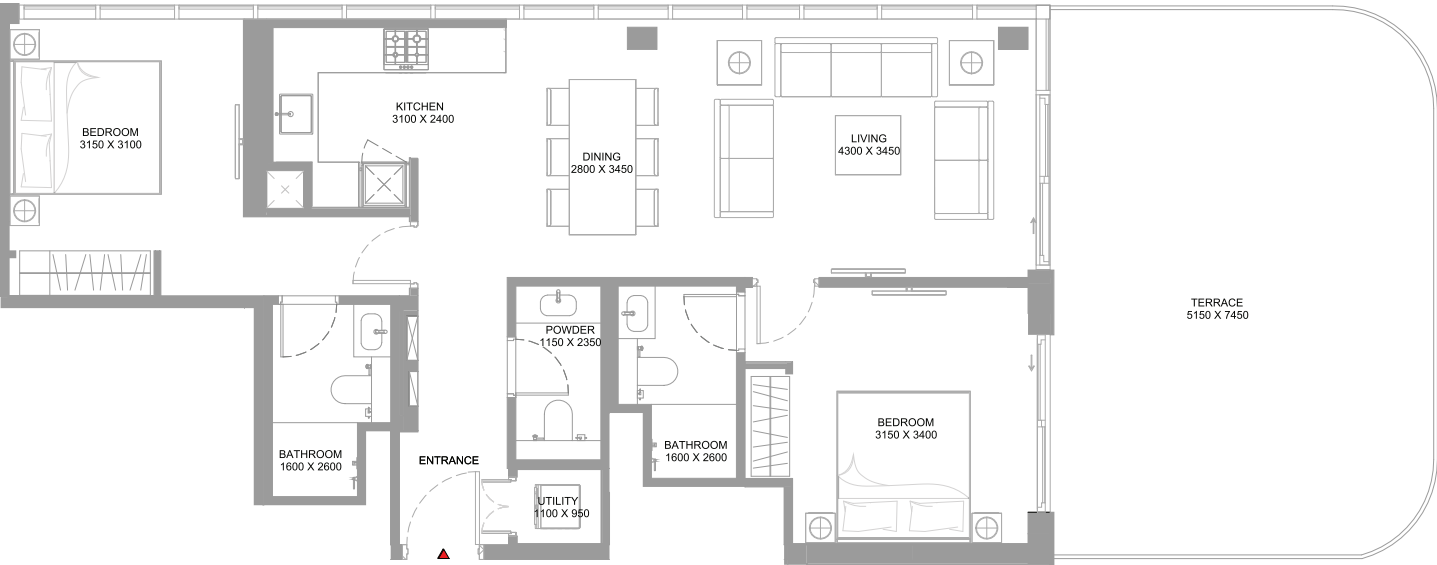 KITCHEN
3100 X 2400
BEDROOM
3150 X 3100
DINING
2800 X 3450
LIVING
4300 X 3450
TERRACE
5150 X 7450
POWDER
1150 X 2350
BEDROOM
3150 X 3400
BATHROOM
1600 X 2600
ENTRANCE
BATHROOM
1600 X 2600
UTILITY
1100 X 950